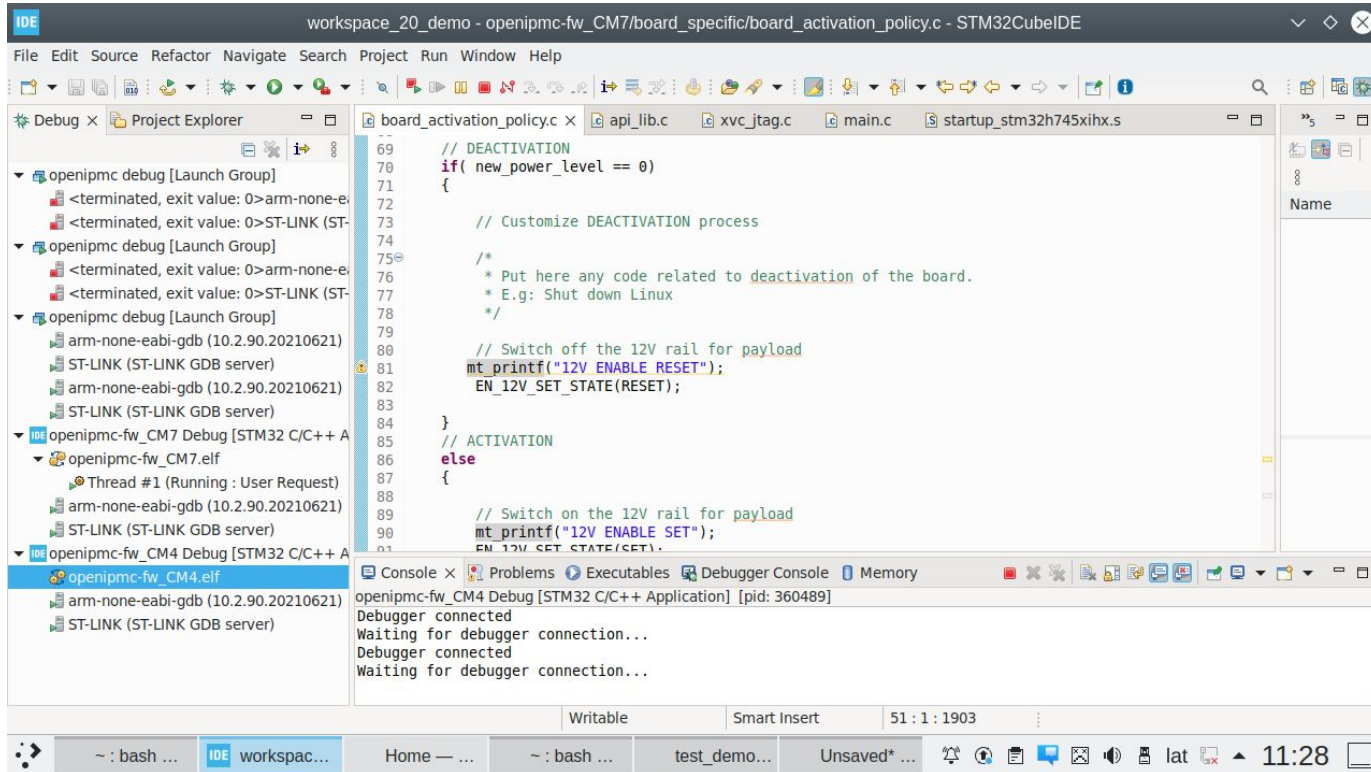 IDE
workspace_20_demo - openipmc-fw_CM7/board_specific/board_activation_policy.c - STM32CubeIDE
File Edit Source Refactor Navigate Search Project Run Window Help
Debug
Project Explorer
openipmc debug [Launch Group]
<terminated, exit value: 0>arm-none-ea
<terminated, exit value: 0>ST-LINK (ST-
openipmc debug [Launch Group]
<terminated, exit value: 0>arm-none-ea
<terminated, exit value: 0>ST-LINK (ST-
openipmc debug [Launch Group]
arm-none-eabi-gdb (10.2.90.20210621)
ST-LINK (ST-LINK GDB server)
arm-none-eabi-gdb (10.2.90.20210621)
ST-LINK (ST-LINK GDB server)
IDE openipmc-fw_CM7 Debug [STM32 C/C++ A
openipmc-fw_CM7.elf
Thread #1 (Running : User Request)
arm-none-eabi-gdb (10.2.90.20210621)
ST-LINK (ST-LINK GDB server)
IDE openipmc-fw_CM4 Debug [STM32 C/C++ A
openipmc-fw_CM4.elf
arm-none-eabi-gdb (10.2.90.20210621)
ST-LINK (ST-LINK GDB server)
board_activation_policy.c api_lib.c xvc_jtag.c main.c startup_stm32h745xihx.s
69 // DEACTIVATION
70 if( new_power_level == 0)
71 {
72
73 // Customize DEACTIVATION process
74
75 /*
76 * Put here any code related to deactivation of the board.
77 * E.g: Shut down Linux
78 */
79
80 // Switch off the 12V rail for payload
81 mt_printf("12V ENABLE RESET");
82 EN_12V_SET_STATE(RESET);
83
84 }
85 // ACTIVATION
86 else
87 {
88
89 // Switch on the 12V rail for payload
90 mt_printf("12V ENABLE SET");
91 EN_12V_SET_STATE(SET);
5
Name
Console Problems Executables Debugger Console Memory
openipmc-fw_CM4 Debug [STM32 C/C++ Application] [pid: 360489]
Debugger connected
Waiting for debugger connection...
Debugger connected
Waiting for debugger connection...
Writable Smart Insert 51 : 1 : 1903
~ : bash ... IDE workspac... Home — ... ~ : bash ... test_demo... Unsaved* ... lat 11:28